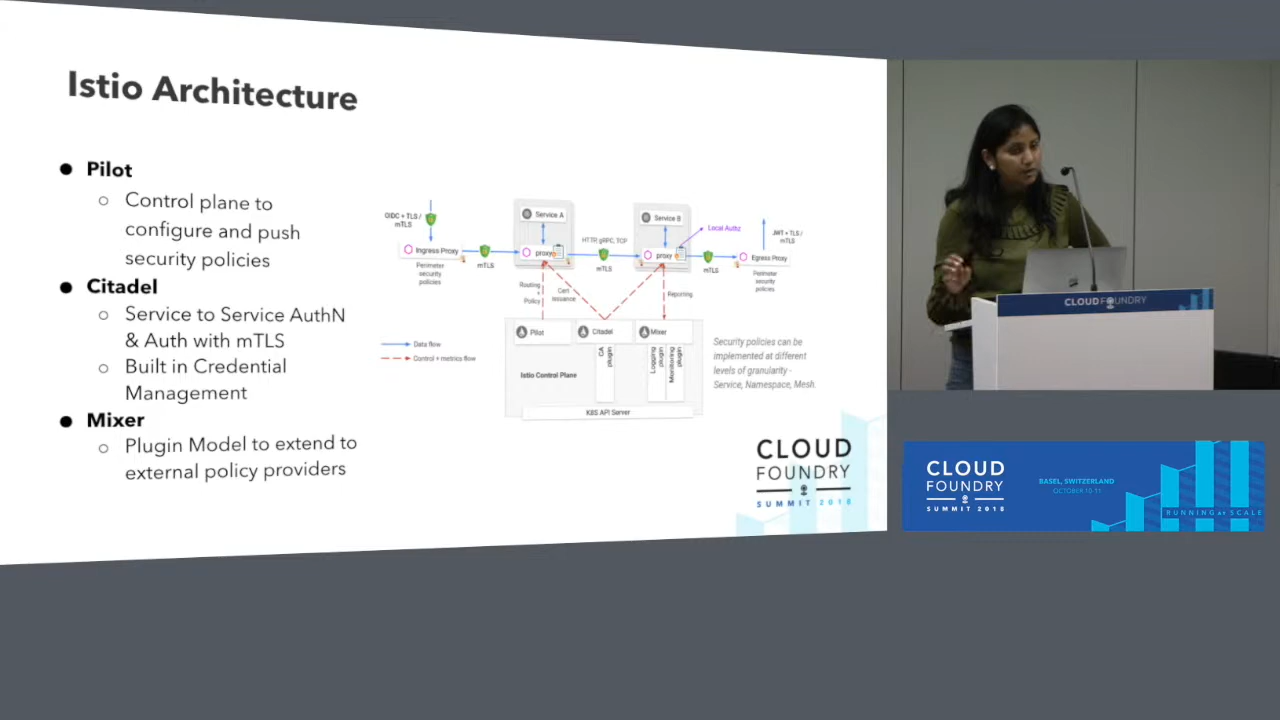 Istio Architecture
Pilot
Control plane to
configure and push
security policies
Citadel
Service to Service AuthN
& Auth with mTLS
Built in Credential
Management
Mixer
Plugin Model to extend to
external policy providers
OIDC + TLS /
mTLS
Ingress Proxy
Perimeter
security
policies
mTLS
Service A
proxy
HTTP, gRPC, TCP
mTLS
Service B
proxy
Local Authz
mTLS
JWT + TLS /
mTLS
Egress Proxy
Perimeter
security
policies
Routing
Policy
Cert
issuance
Reporting
Data flow
Control + metrics flow
Pilot
Citadel
Mixer
CA
plugin
Logging
plugin
Monitoring
plugin
Istio Control Plane
K8S API Server
Security policies can be
implemented at different
levels of granularity -
Service, Namespace, Mesh.
CLOUD
FOUNDRY
SUMMIT 2018
CLOUD FOUNDRY
CLOUD
FOUNDRY
SUMMIT 2018
BASEL, SWITZERLAND
OCTOBER 10-11
RUNNING AT SCALE